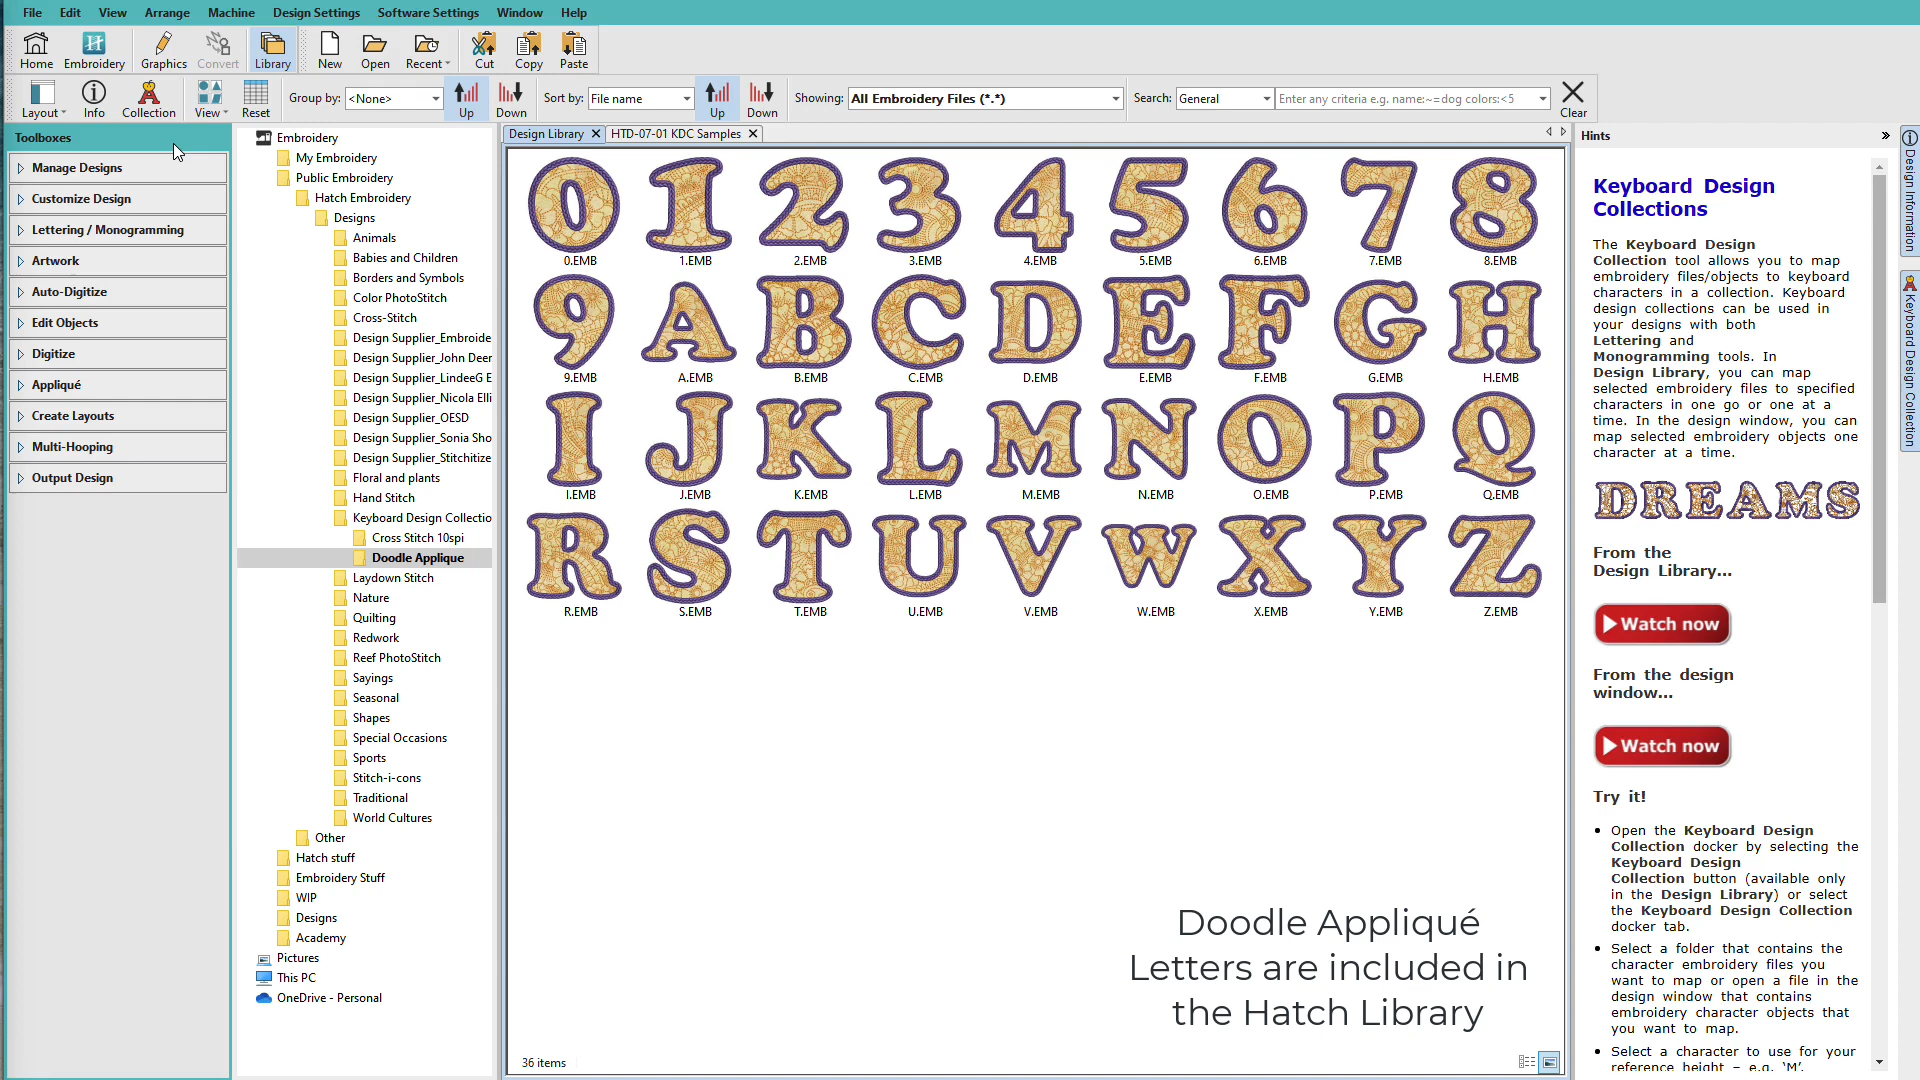 File Edit View Arrange Machine Design Settings Software Settings Window Help
Home Embroidery Graphics Convert Library New Open Recent Cut Copy Paste
Layout Info Collection View Reset Group by: <None> Up Down Sort by: File name Up Down Showing: All Embroidery Files (*.*) Search: General Enter any criteria e.g. name:~=dog colors:<5 Clear
Toolboxes
Manage Designs
Customize Design
Lettering / Monogramming
Artwork
Auto-Digitize
Edit Objects
Digitize
Appliqué
Create Layouts
Multi-Hooping
Output Design
Embroidery
My Embroidery
Public Embroidery
Hatch Embroidery
Designs
Animals
Babies and Children
Borders and Symbols
Color PhotoStitch
Cross-Stitch
Design Supplier_Embroide
Design Supplier_John Deer
Design Supplier_LindeeG E
Design Supplier_Nicola Elli
Design Supplier_OESD
Design Supplier_Sonia Sho
Design Supplier_Stitchitize
Floral and plants
Hand Stitch
Keyboard Design Collectio
Cross Stitch 10spi
Doodle Applique
Laydown Stitch
Nature
Quilting
Redwork
Reef PhotoStitch
Sayings
Seasonal
Shapes
Special Occasions
Sports
Stitch-i-cons
Traditional
World Cultures
Other
Hatch stuff
Embroidery Stuff
WIP
Designs
Academy
Pictures
This PC
OneDrive - Personal
Design Library HTD-07-01 KDC Samples
0 1 2 3 4 5 6 7 8
0.EMB 1.EMB 2.EMB 3.EMB 4.EMB 5.EMB 6.EMB 7.EMB 8.EMB
9 A B C D E F G H
9.EMB A.EMB B.EMB C.EMB D.EMB E.EMB F.EMB G.EMB H.EMB
I J K L M N O P Q
I.EMB J.EMB K.EMB L.EMB M.EMB N.EMB O.EMB P.EMB Q.EMB
R S T U V W X Y Z
R.EMB S.EMB T.EMB U.EMB V.EMB W.EMB X.EMB Y.EMB Z.EMB
Doodle Appliqué
Letters are included in
the Hatch Library
36 items
Hints
Keyboard Design
Collections
The Keyboard Design
Collection tool allows you to map
embroidery files/objects to keyboard
characters in a collection. Keyboard
design collections can be used in
your designs with both
Lettering and
Monogramming tools. In
Design Library, you can map
selected embroidery files to specified
characters in one go or one at a
time. In the design window, you can
map selected embroidery objects one
character at a time.
DREAMS
From the
Design Library...
Watch now
From the design
window...
Watch now
Try it!
• Open the Keyboard Design
Collection docker by selecting the
Keyboard Design
Collection button (available only
in the Design Library) or select
the Keyboard Design Collection
docker tab.
• Select a folder that contains the
character embroidery files you
want to map or open a file in the
design window that contains
embroidery character objects that
you want to map.
• Select a character to use for your
reference height – e.g. ‘M’.
Design Information
Keyboard Design Collection